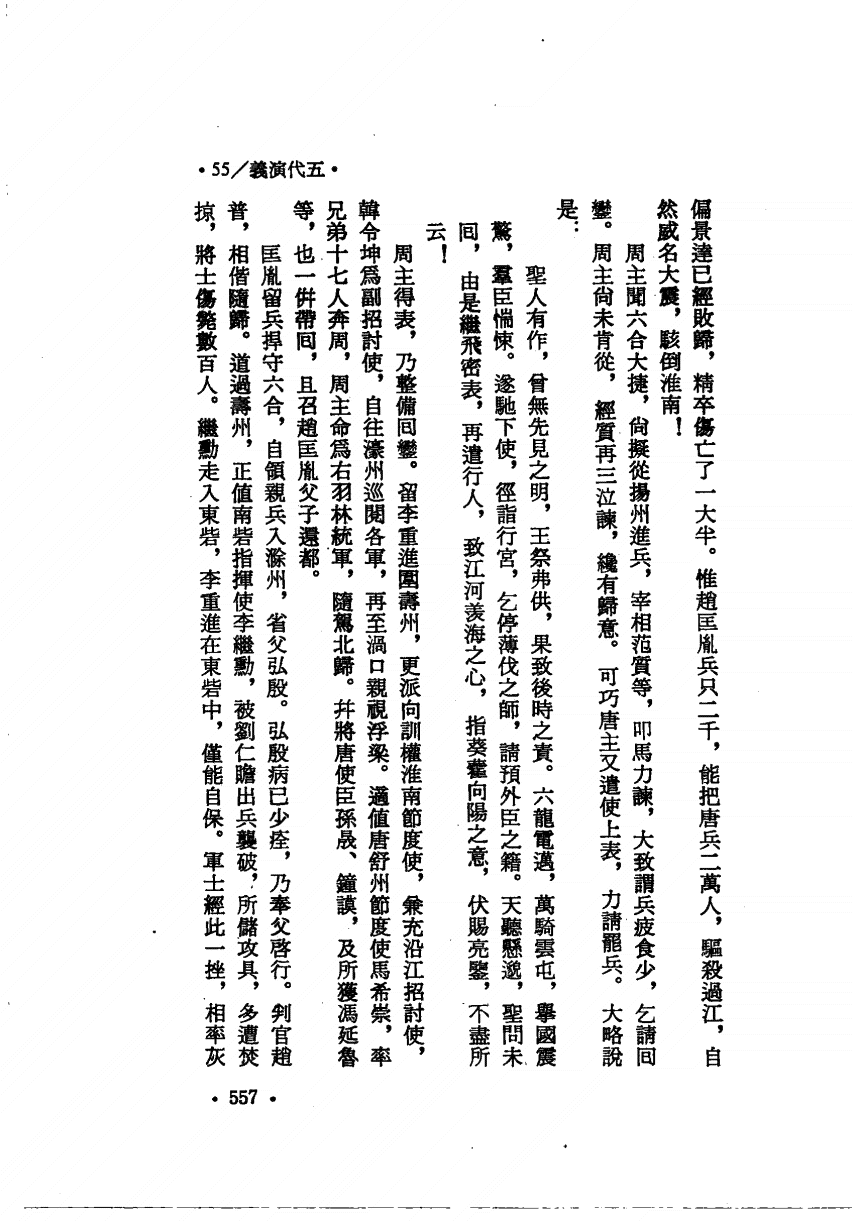 •55/義演代五•
偏景達已經敗歸，精卒傷亡了一大半。惟趙匡胤兵只二千，能把唐兵二萬人，驅殺過江，自
然威名大震，駭倒淮南！
周主聞六合大捷，尙擬從揚州進兵，宰相范質等，叩馬力諫，大致謂兵疲食少，乞請囘
鑾。周主尙未肯從，經質再三泣諫，纔有歸意。可巧唐主又遣使上表，力請罷兵。大略說
是：
聖人有作，曾無先見之明，王祭弗供，果致後時之責。六龍電邁，萬騎雲屯，舉國震
驚，羣臣惴悚。遂馳下使，徑詣行宮，乞停薄伐之師，請預外臣之籍。天聽懸邈，聖問未
囘，由是繼飛密表，再遣行人，致江河羨海之心，指葵藿向陽之意，伏賜亮鑒，不盡所
云！
周主得表，乃整備囘鑾。留李重進圍壽州，更派向訓權淮南節度使，兼充沿江招討使，
韓令坤爲副招討使，自往濠州巡閱各軍，再至渦口親視浮梁。適值唐舒州節度使馬希崇，率
兄弟十七人奔周，周主命爲右羽林統軍，隨駕北歸。幷將唐使臣孫晟、鐘謨，及所獲馮延魯
等，也一併帶囘，且召趙匡胤父子還都。
匡胤留兵捍守六合，自領親兵入滁州，省父弘殷。弘殷病已少痊，乃奉父啓行。判官趙
普，相偕隨歸。道過壽州，正值南砦指揮使李繼勳，被劉仁贍出兵襲破，所儲攻具，多遭焚
掠，將士傷斃數百人。繼勳走入東砦，李重進在東砦中，僅能自保。軍士經此一挫，相率灰
•557•